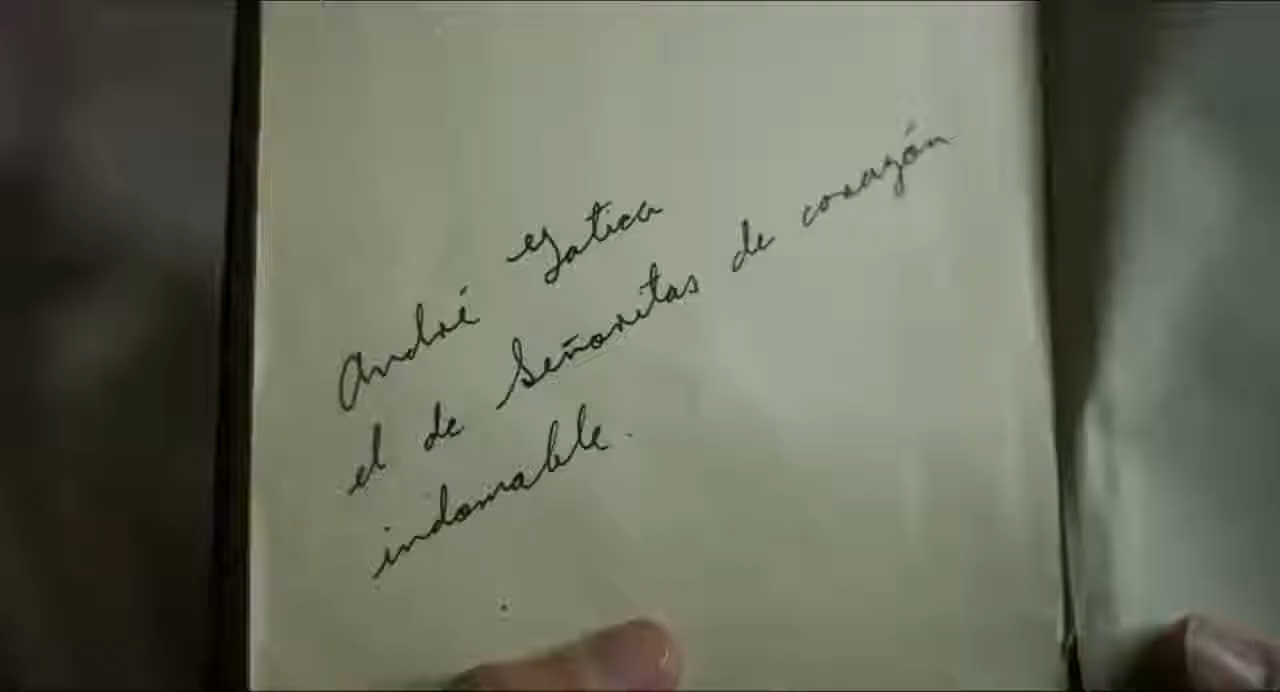 André Gatica
el de Señoritas de corazón
indomable.